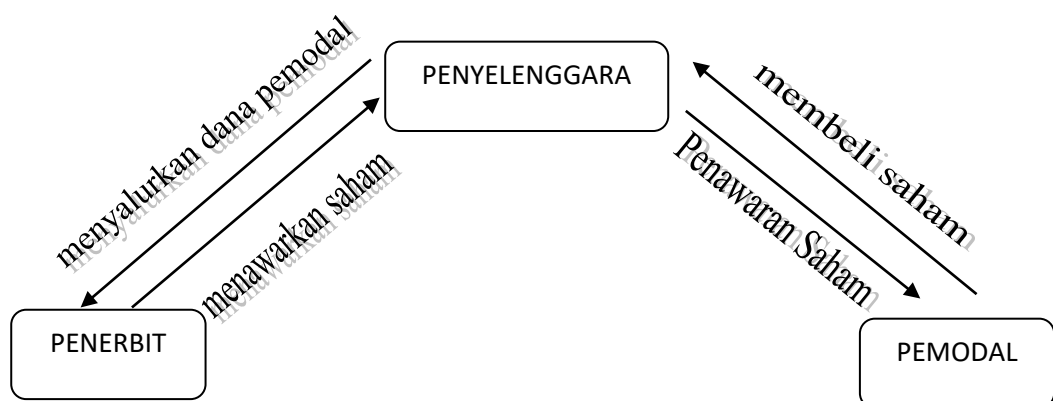 PENYELENGGARA
menyalurkan dana pemodal
menawarkan saham
membeli saham
Penawaran Saham
PENERBIT
PEMODAL